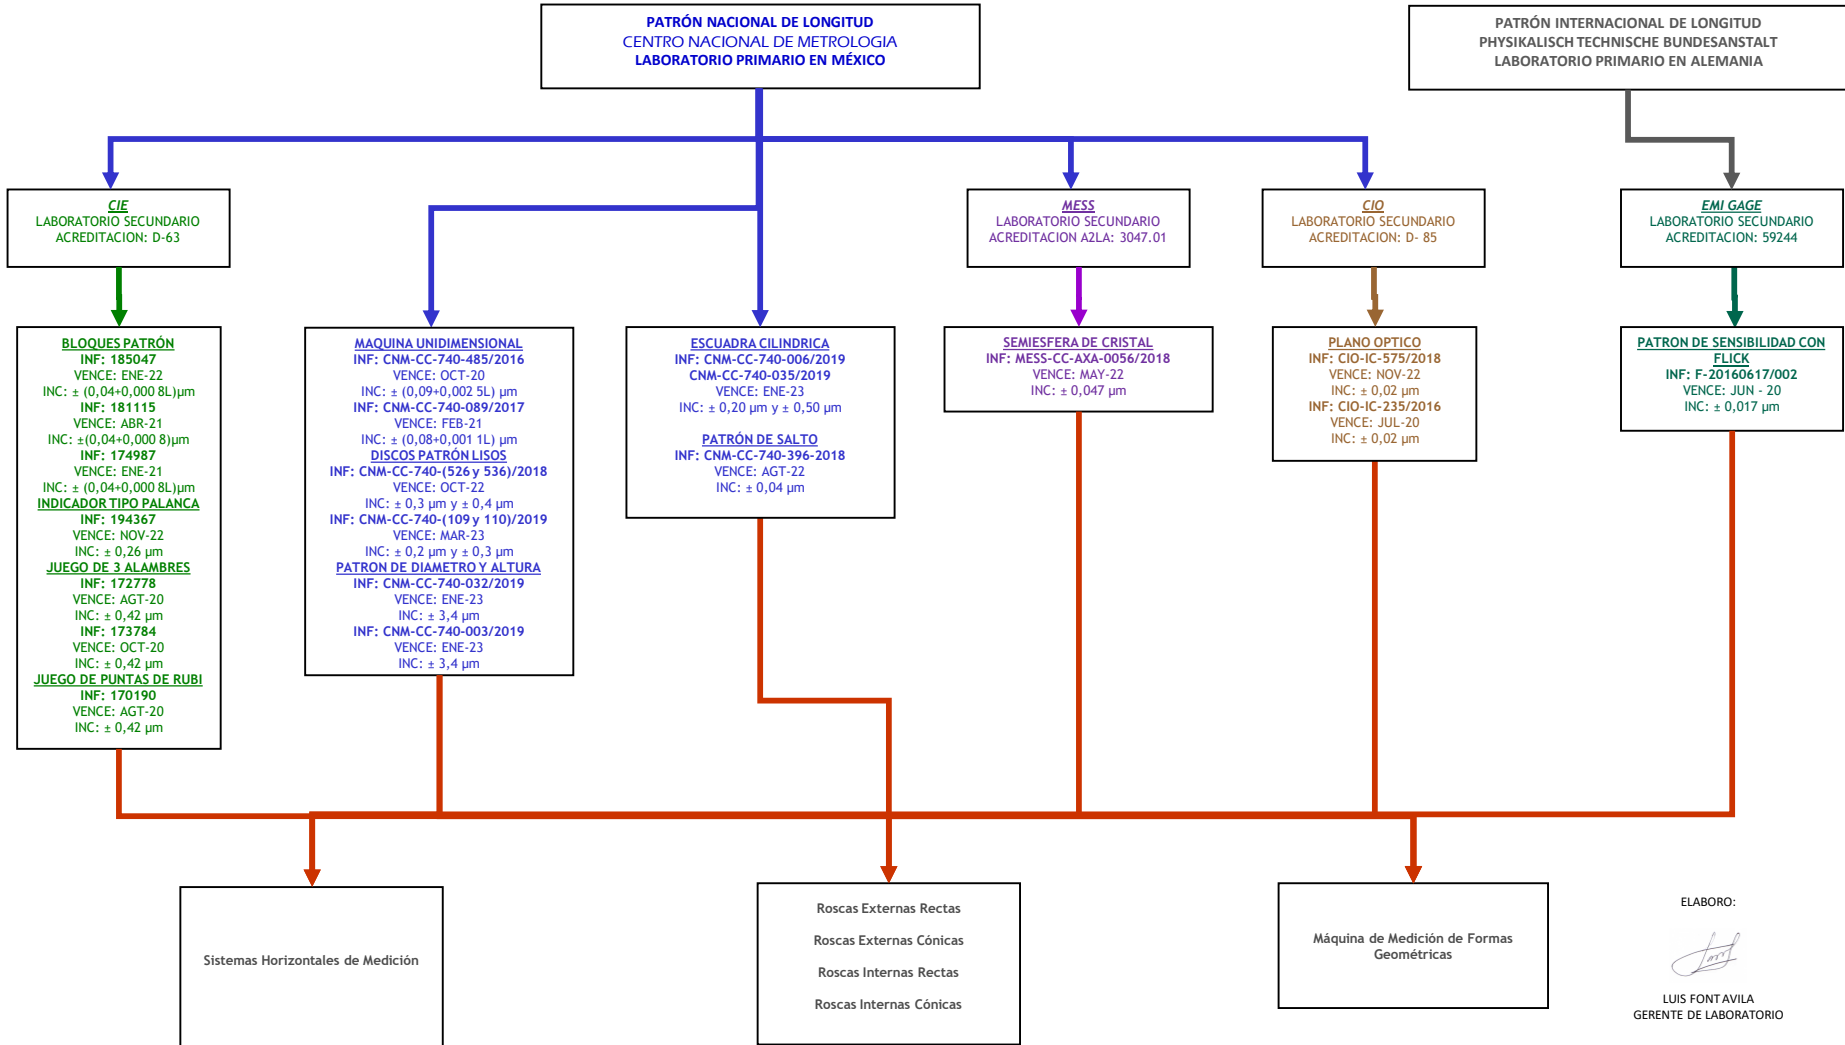 PATRÓN NACIONAL DE LONGITUD
CENTRO NACIONAL DE METROLOGIA
LABORATORIO PRIMARIO EN MÉXICO
PATRÓN INTERNACIONAL DE LONGITUD
PHYSIKALISCH TECHNISCHE BUNDESANSTALT
LABORATORIO PRIMARIO EN ALEMANIA
CIE
LABORATORIO SECUNDARIO
ACREDITACION: D-63
MESS
LABORATORIO SECUNDARIO
ACREDITACION A2LA: 3047.01
CIO
LABORATORIO SECUNDARIO
ACREDITACION: D- 85
EMI GAGE
LABORATORIO SECUNDARIO
ACREDITACION: 59244
BLOQUES PATRÓN
INF: 185047
VENCE: ENE-22
INC: ± (0,04+0,000 8L)µm
INF: 181115
VENCE: ABR-21
INC: ±(0,04+0,000 8)µm
INF: 174987
VENCE: ENE-21
INC: ± (0,04+0,000 8L)µm
INDICADOR TIPO PALANCA
INF: 194367
VENCE: NOV-22
INC: ± 0,26 µm
JUEGO DE 3 ALAMBRES
INF: 172778
VENCE: AGT-20
INC: ± 0,42 µm
INF: 173784
VENCE: OCT-20
INC: ± 0,42 µm
JUEGO DE PUNTAS DE RUBI
INF: 170190
VENCE: AGT-20
INC: ± 0,42 µm
MAQUINA UNIDIMENSIONAL
INF: CNM-CC-740-485/2016
VENCE: OCT-20
INC: ± (0,09+0,002 5L) µm
INF: CNM-CC-740-089/2017
VENCE: FEB-21
INC: ± (0,08+0,001 1L) µm
DISCOS PATRÓN LISOS
INF: CNM-CC-740-(526 y 536)/2018
VENCE: OCT-22
INC: ± 0,3 µm y ± 0,4 µm
INF: CNM-CC-740-(109 y 110)/2019
VENCE: MAR-23
INC: ± 0,2 µm y ± 0,3 µm
PATRON DE DIAMETRO Y ALTURA
INF: CNM-CC-740-032/2019
VENCE: ENE-23
INC: ± 3,4 µm
INF: CNM-CC-740-003/2019
VENCE: ENE-23
INC: ± 3,4 µm
ESCUADRA CILINDRICA
INF: CNM-CC-740-006/2019
CNM-CC-740-035/2019
VENCE: ENE-23
INC: ± 0,20 µm y ± 0,50 µm
PATRÓN DE SALTO
INF: CNM-CC-740-396-2018
VENCE: AGT-22
INC: ± 0,04 µm
SEMIESFERA DE CRISTAL
INF: MESS-CC-AXA-0056/2018
VENCE: MAY-22
INC: ± 0,047 µm
PLANO OPTICO
INF: CIO-IC-575/2018
VENCE: NOV-22
INC: ± 0,02 µm
INF: CIO-IC-235/2016
VENCE: JUL-20
INC: ± 0,02 µm
PATRON DE SENSIBILIDAD CON
FLICK
INF: F-20160617/002
VENCE: JUN - 20
INC: ± 0,017 µm
Sistemas Horizontales de Medición
Roscas Externas Rectas
Roscas Externas Cónicas
Roscas Internas Rectas
Roscas Internas Cónicas
Máquina de Medición de Formas
Geométricas
ELABORO:
LUIS FONT AVILA
GERENTE DE LABORATORIO